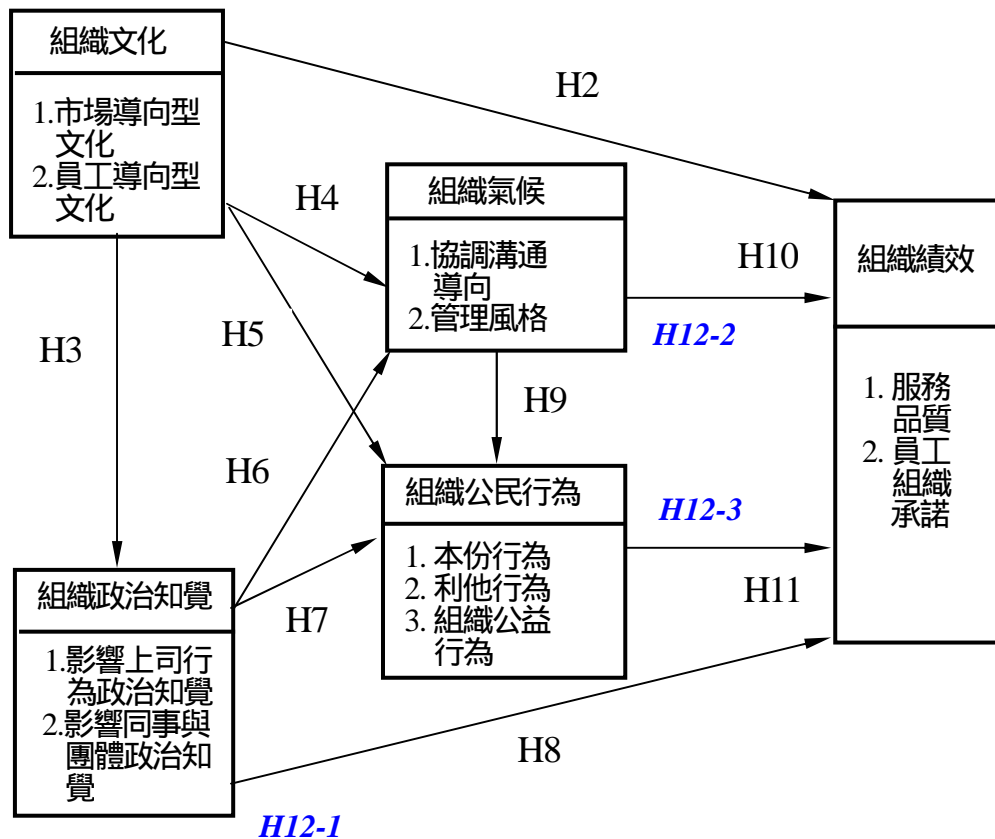 組織文化
1.市場導向型
文化
2.員工導向型
文化
H2
H4
組織氣候
1.協調溝通
導向
2.管理風格
H10
組織績效
1. 服務
品質
2. 員工
組織
承諾
H3
H5
H12-2
H9
H6
組織公民行為
1. 本份行為
2. 利他行為
3. 組織公益
行為
H12-3
H11
組織政治知覺
1.影響上司行
為政治知覺
2.影響同事與
團體政治知
覺
H7
H8
H12-1